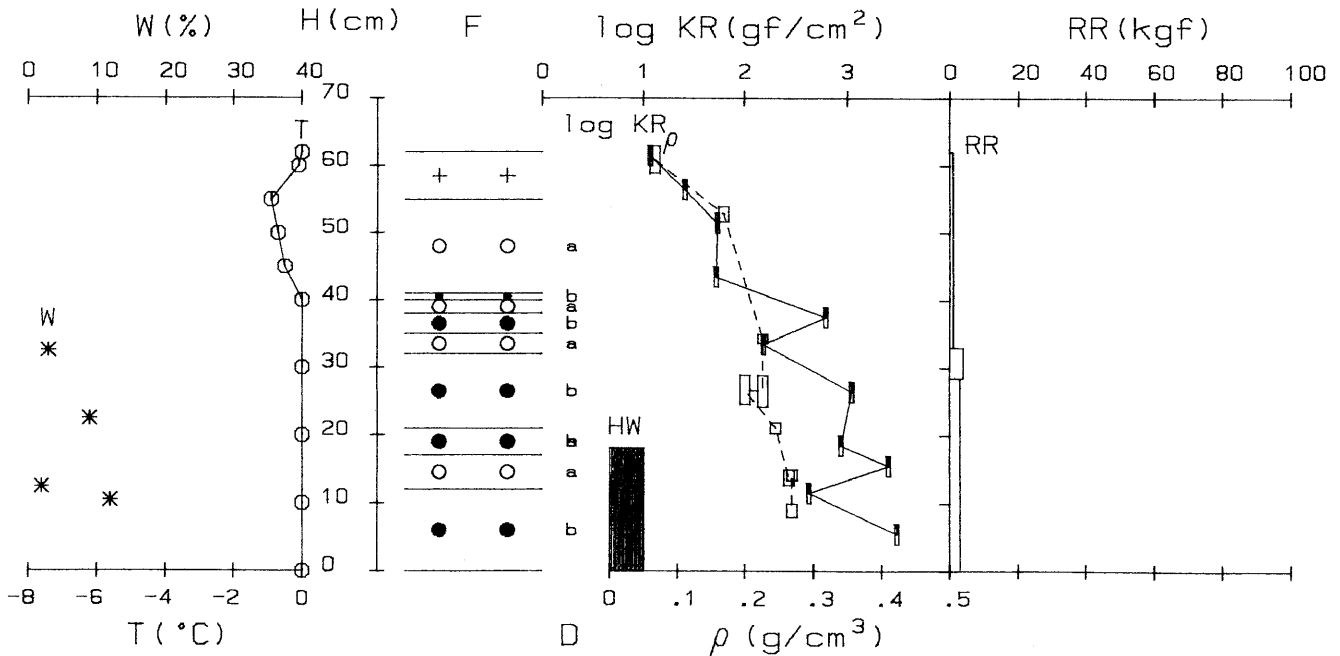 W (%) H (cm) F log KR (gf/cm²) RR (kgf)
0 10 20 30 40 0 1 2 3 0 20 40 60 80 100
70
T log KR ρ RR
60
+ +
50 a
40 b
a
W b
a
30
b
20 HW
a
10
b
0
-8 -6 -4 -2 0 0 .1 .2 .3 .4 .5
T (°C) D ρ (g/cm³)